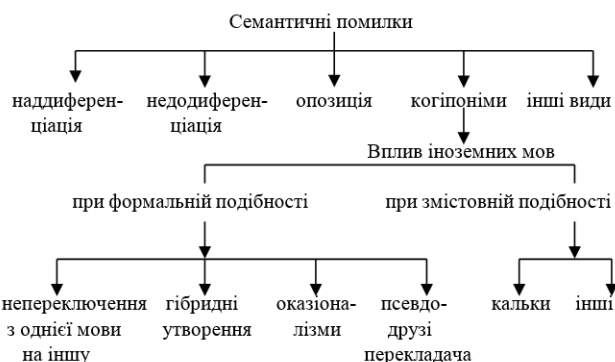 Семантичні помилки
наддиферен-
ціація
недодиферен-
ціація
опозиція
когіпоніми
інші види
Вплив іноземних мов
при формальній подібності
при змістовній подібності
непереключення
з однієї мови
на іншу
гібридні
утворення
оказіона-
лізми
псевдо-
друзі
перекладача
кальки
інші